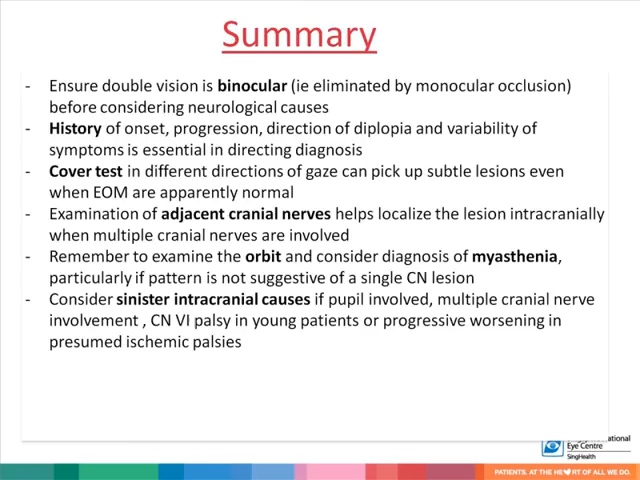 Summary
- Ensure double vision is binocular (ie eliminated by monocular occlusion)
before considering neurological causes
- History of onset, progression, direction of diplopia and variability of
symptoms is essential in directing diagnosis
- Cover test in different directions of gaze can pick up subtle lesions even
when EOM are apparently normal
- Examination of adjacent cranial nerves helps localize the lesion intracranially
when multiple cranial nerves are involved
- Remember to examine the orbit and consider diagnosis of myasthenia,
particularly if pattern is not suggestive of a single CN lesion
- Consider sinister intracranial causes if pupil involved, multiple cranial nerve
involvement , CN VI palsy in young patients or progressive worsening in
presumed ischemic palsies
Eye Centre
SingHealth
PATIENTS. AT THE HE♥RT OF ALL WE DO.